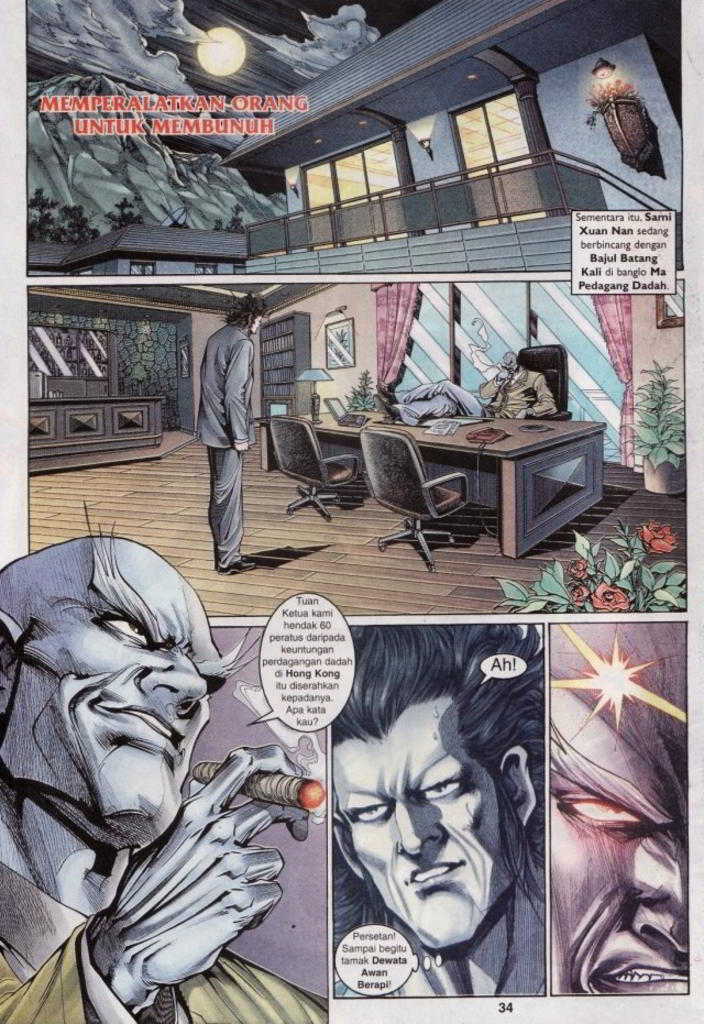 MEMPERALATKAN ORANG
UNTUK MEMBUNUH
Sementara itu, Sami
Xuan Nan sedang
berbincang dengan
Bajul Batang
Kali di banglo Ma
Pedagang Dadah.
Tuan
Ketua kami
hendak 60
peratus daripada
keuntungan
perdagangan dadah
di Hong Kong
itu diserahkan
kepadanya.
Apa kata
kau?
Ah!
Persetan!
Sampai begitu
tamak Dewata
Awan
Berapi!
34